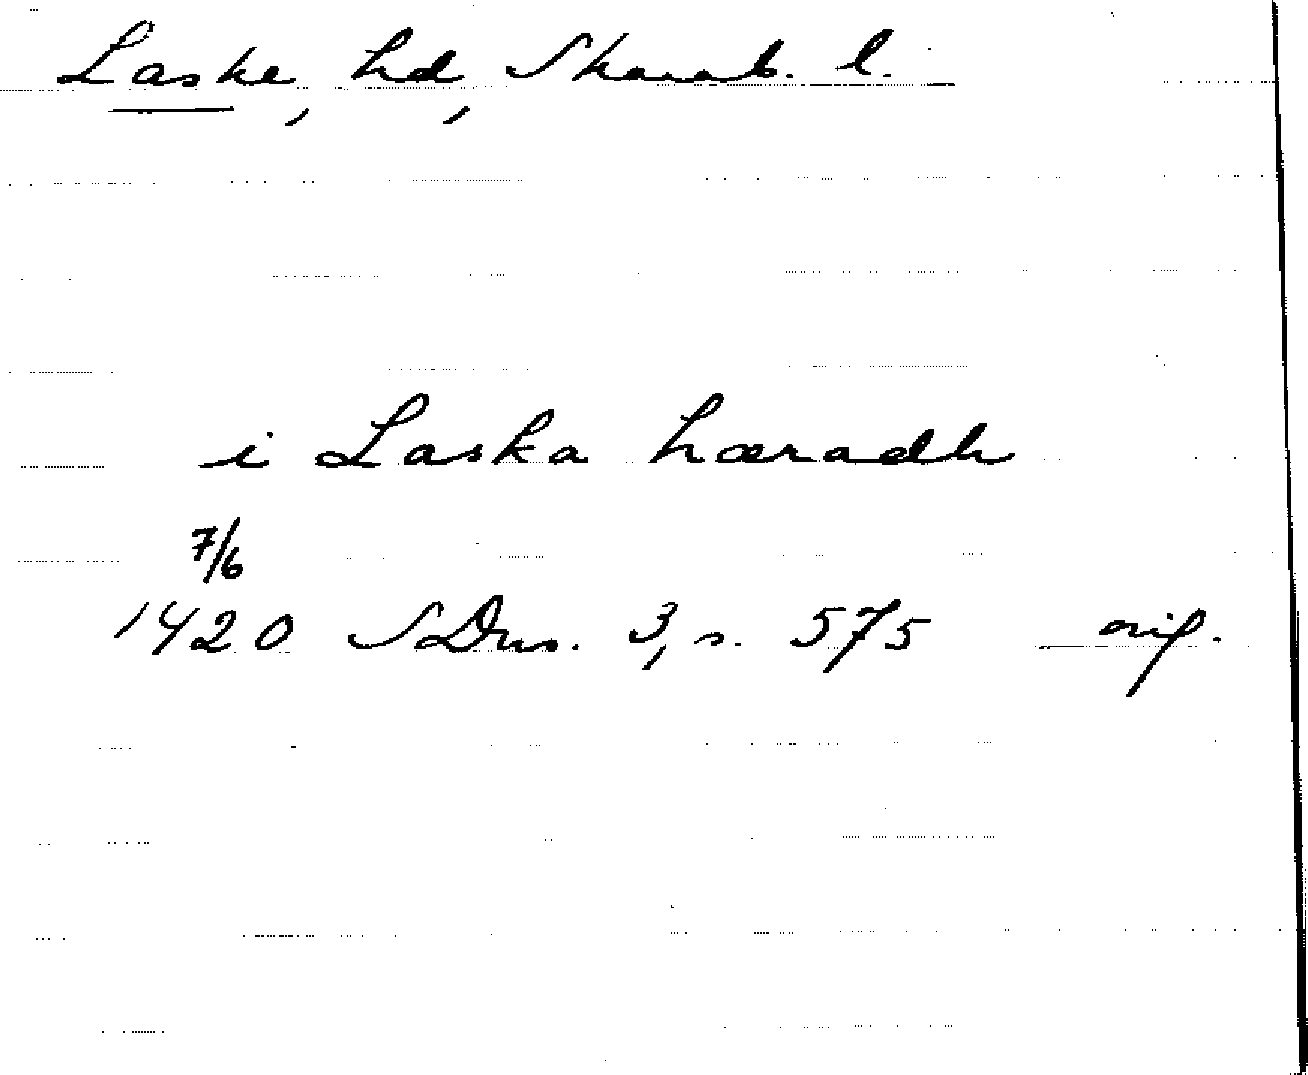 Laske, hd, Skarab. l.
i Laska hæradh
7/6
1420 SDns. 3, s. 575 orig.